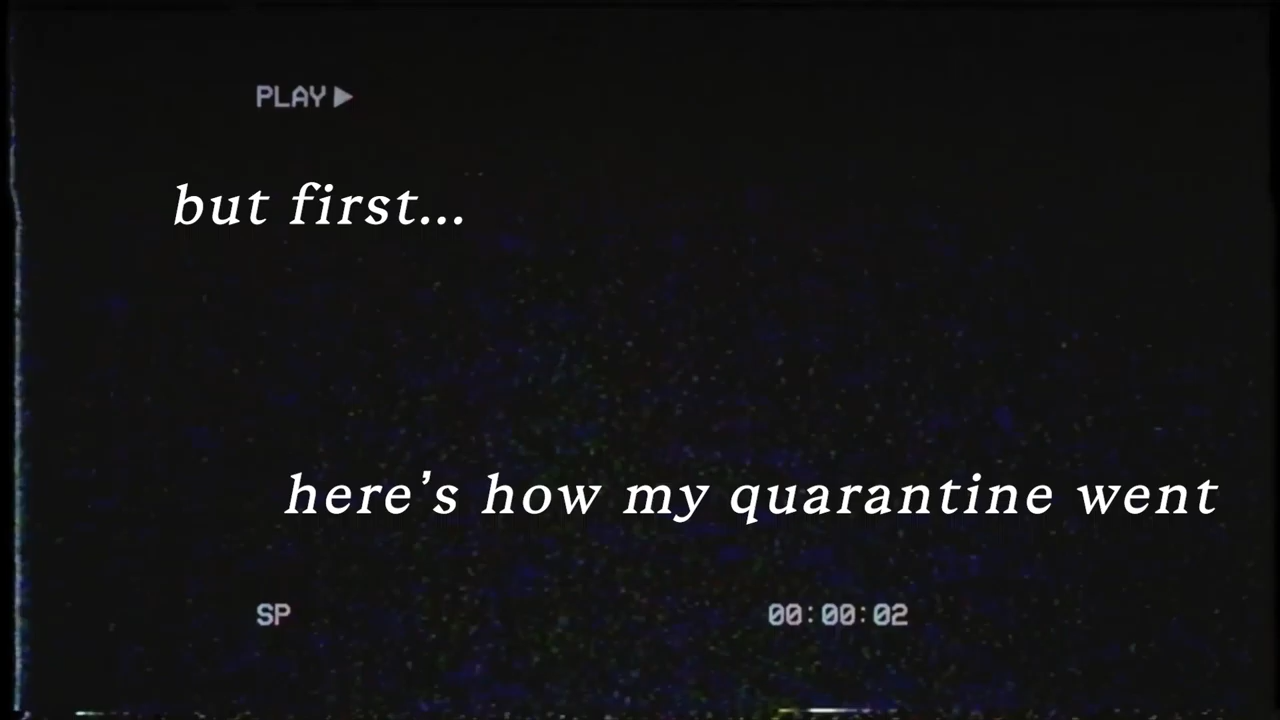 PLAY ▶
but first...
here's how my quarantine went
SP
00:00:02